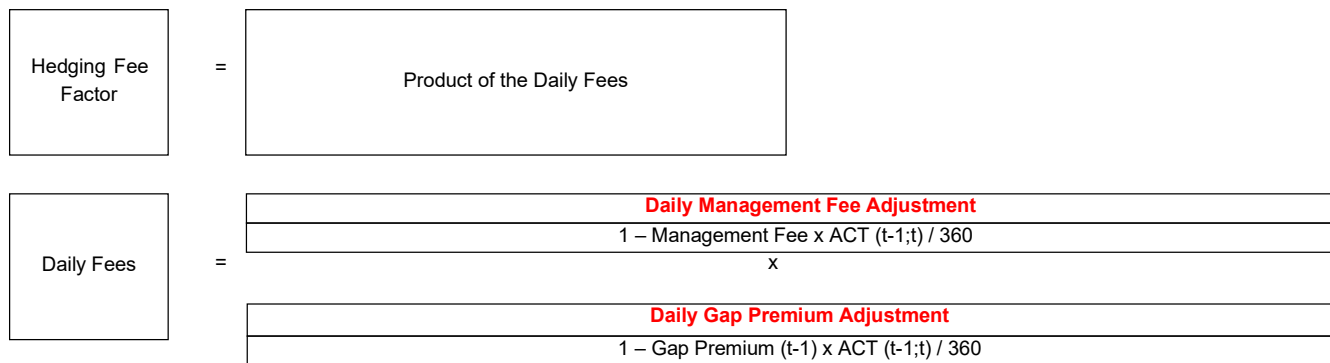 Hedging Fee
Factor
=
Product of the Daily Fees
Daily Fees
=
Daily Management Fee Adjustment
1 – Management Fee x ACT (t-1;t) / 360
x
Daily Gap Premium Adjustment
1 – Gap Premium (t-1) x ACT (t-1;t) / 360